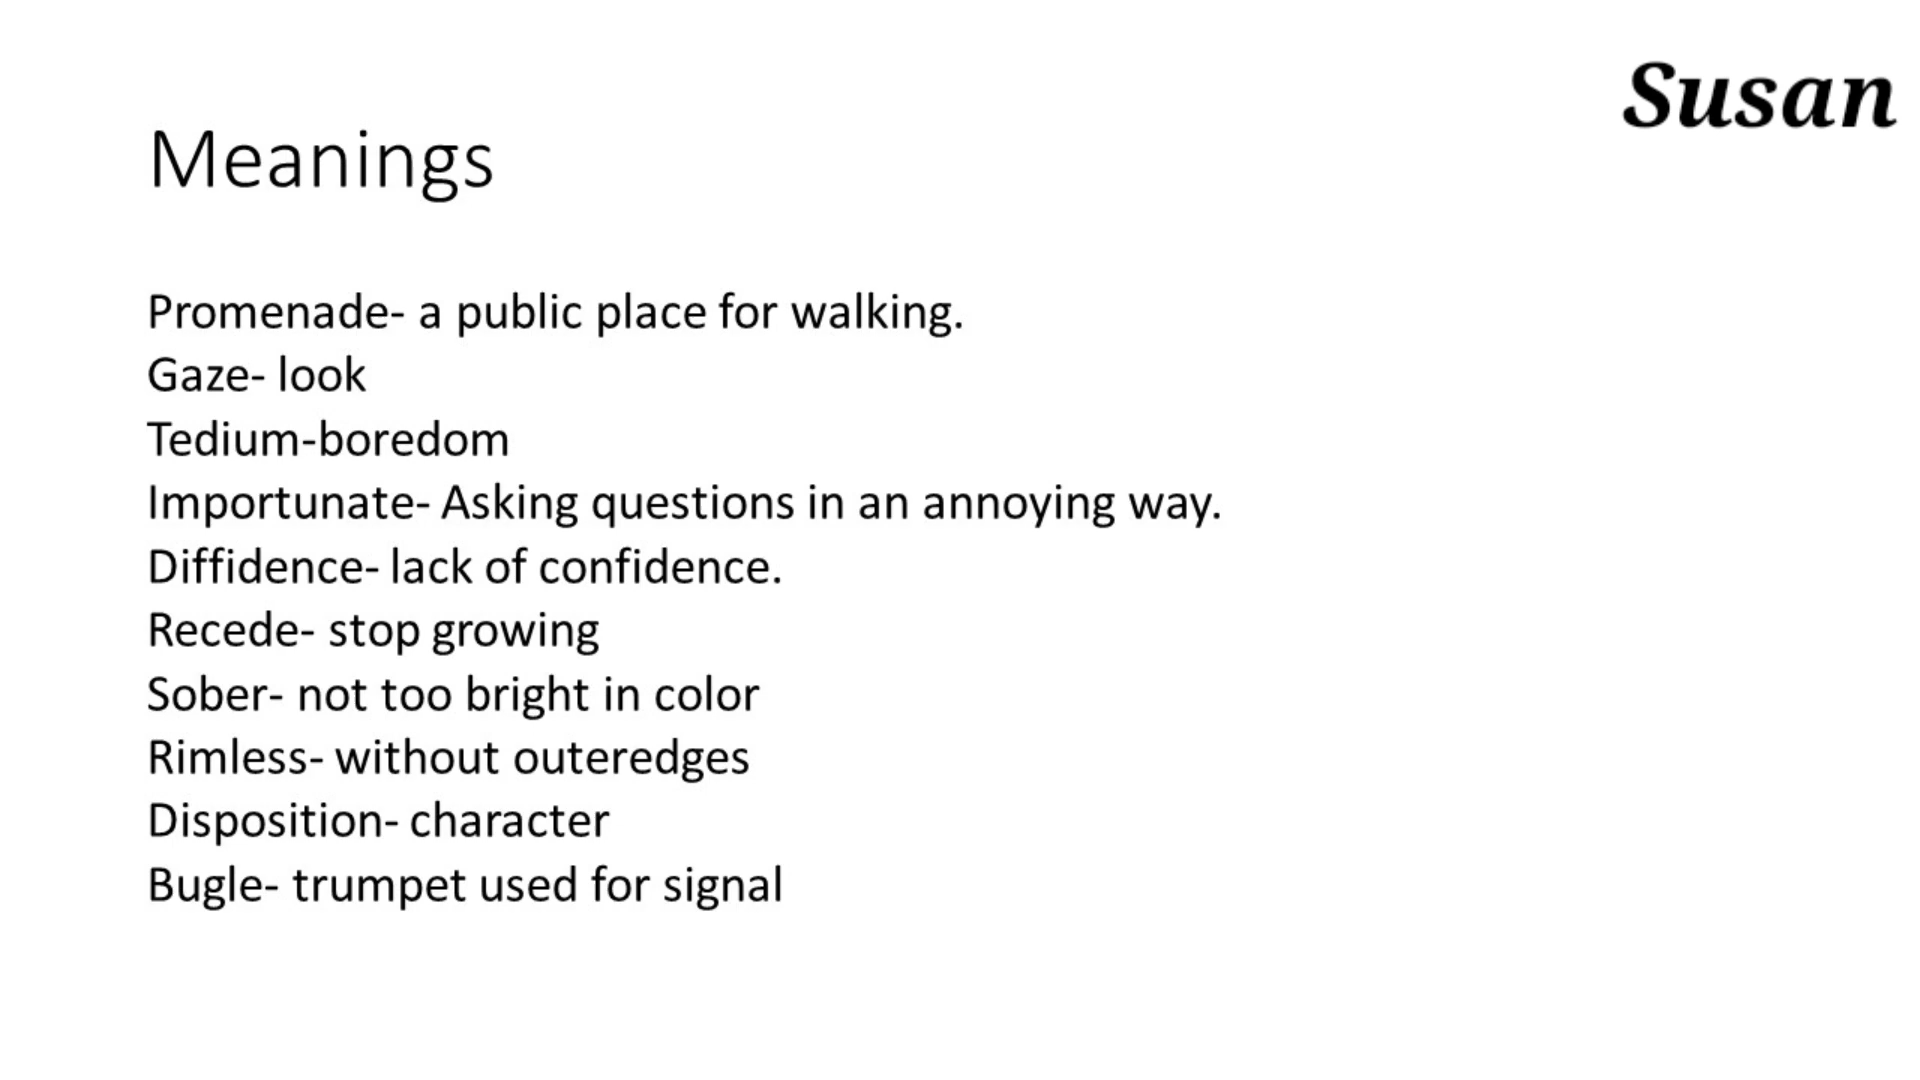 Susan
Meanings
Promenade- a public place for walking.
Gaze- look
Tedium-boredom
Importunate- Asking questions in an annoying way.
Diffidence- lack of confidence.
Recede- stop growing
Sober- not too bright in color
Rimless- without outeredges
Disposition- character
Bugle- trumpet used for signal